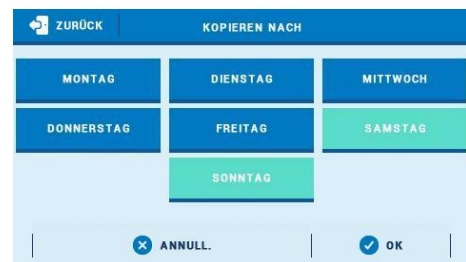 ZURÜCK KOPIEREN NACH
MONTAG DIENSTAG MITTWOCH
DONNERSTAG FREITAG SAMSTAG
SONNTAG
ANNULL. OK